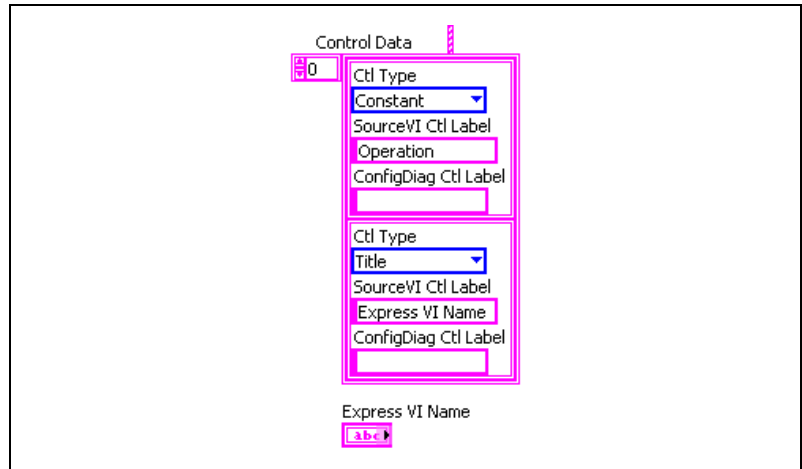 Control Data
0
Ctl Type
Constant
SourceVI Ctl Label
Operation
ConfigDiag Ctl Label
Ctl Type
Title
SourceVI Ctl Label
Express VI Name
ConfigDiag Ctl Label
Express VI Name
abc